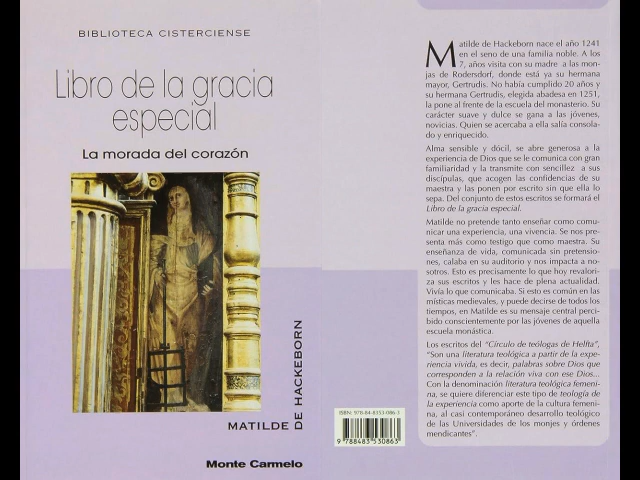 BIBLIOTECA CISTERCIENSE
Libro de la gracia
especial
La morada del corazón
MATILDE
DE HACKEBORN
Monte Carmelo
Matilde de Hackeborn nace el año 1241
en el seno de una familia noble. A los
7, años visita con su madre a las mon-
jas de Rodersdorf, donde está ya su hermana
mayor, Gertrudis. No había cumplido 20 años y
su hermana Gertrudis, elegida abadesa en 1251,
la pone al frente de la escuela del monasterio. Su
carácter suave y dulce se gana a las jóvenes,
novicias. Quien se acercaba a ella salía consola-
do y enriquecido.
Alma sensible y dócil, se abre generosa a la
experiencia de Dios que se le comunica con gran
familiaridad y la transmite con sencillez a sus
discípulas, que acogen las confidencias de su
maestra y las ponen por escrito sin que ella lo
sepa. Del conjunto de estos escritos se formará el
Libro de la gracia especial.
Matilde no pretende tanto enseñar como comu-
nicar una experiencia, una vivencia. Se nos pre-
senta más como testigo que como maestra. Su
enseñanza de vida, comunicada sin pretensio-
nes, calaba en su auditorio y nos impacta a no-
sotros. Esto es precisamente lo que hoy revalori-
za sus escritos y les hace de plena actualidad.
Vivía lo que comunicaba. Si esto es común en las
místicas medievales, y puede decirse de todos los
tiempos, en Matilde es su mensaje central perci-
bido conscientemente por las jóvenes de aquella
escuela monástica.
Los escritos del "Círculo de teólogas de Helfta",
"Son una literatura teológica a partir de la expe-
riencia vivida, es decir, palabras sobre Dios que
corresponden a la relación viva con ese Dios...
Con la denominación literatura teológica femeni-
na, se quiere diferenciar este tipo de teología de
la experiencia como aporte de la cultura femeni-
na, al casi contemporáneo desarrollo teológico
de las Universidades de los monjes y órdenes
mendicantes".
ISBN: 978-84-8353-086-3
9 788483 530863